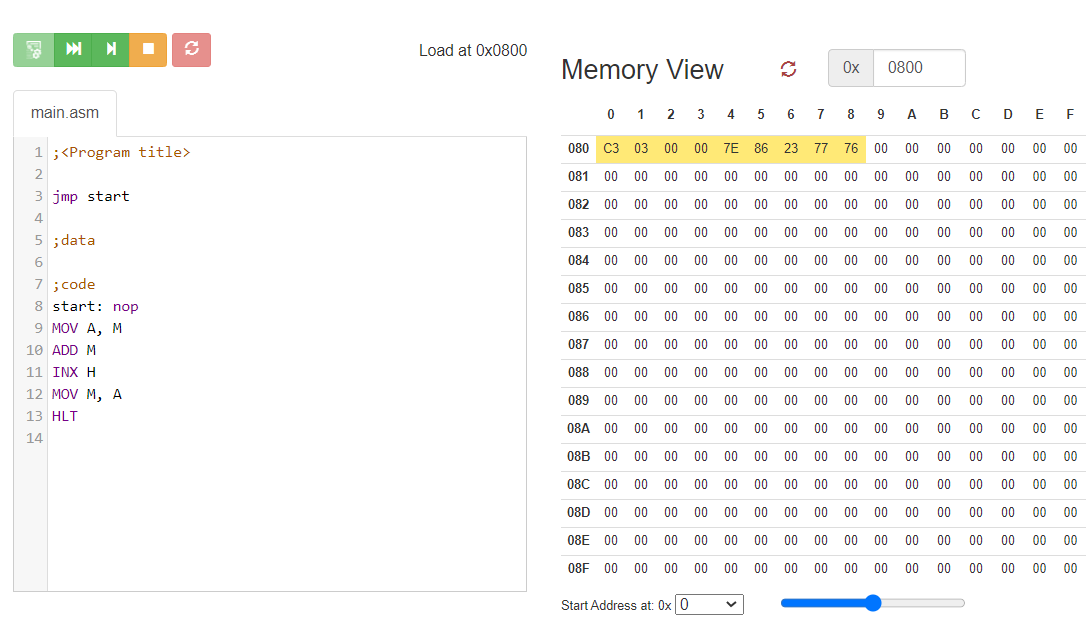 Load at 0x0800
main.asm
1 ;<Program title>
2
3 jmp start
4
5 ;data
6
7 ;code
8 start: nop
9 MOV A, M
10 ADD M
11 INX H
12 MOV M, A
13 HLT
14
Memory View 0x 0800
0 1 2 3 4 5 6 7 8 9 A B C D E F
080 C3 03 00 00 7E 86 23 77 76 00 00 00 00 00 00 00
081 00 00 00 00 00 00 00 00 00 00 00 00 00 00 00 00
082 00 00 00 00 00 00 00 00 00 00 00 00 00 00 00 00
083 00 00 00 00 00 00 00 00 00 00 00 00 00 00 00 00
084 00 00 00 00 00 00 00 00 00 00 00 00 00 00 00 00
085 00 00 00 00 00 00 00 00 00 00 00 00 00 00 00 00
086 00 00 00 00 00 00 00 00 00 00 00 00 00 00 00 00
087 00 00 00 00 00 00 00 00 00 00 00 00 00 00 00 00
088 00 00 00 00 00 00 00 00 00 00 00 00 00 00 00 00
089 00 00 00 00 00 00 00 00 00 00 00 00 00 00 00 00
08A 00 00 00 00 00 00 00 00 00 00 00 00 00 00 00 00
08B 00 00 00 00 00 00 00 00 00 00 00 00 00 00 00 00
08C 00 00 00 00 00 00 00 00 00 00 00 00 00 00 00 00
08D 00 00 00 00 00 00 00 00 00 00 00 00 00 00 00 00
08E 00 00 00 00 00 00 00 00 00 00 00 00 00 00 00 00
08F 00 00 00 00 00 00 00 00 00 00 00 00 00 00 00 00
Start Address at: 0x 0